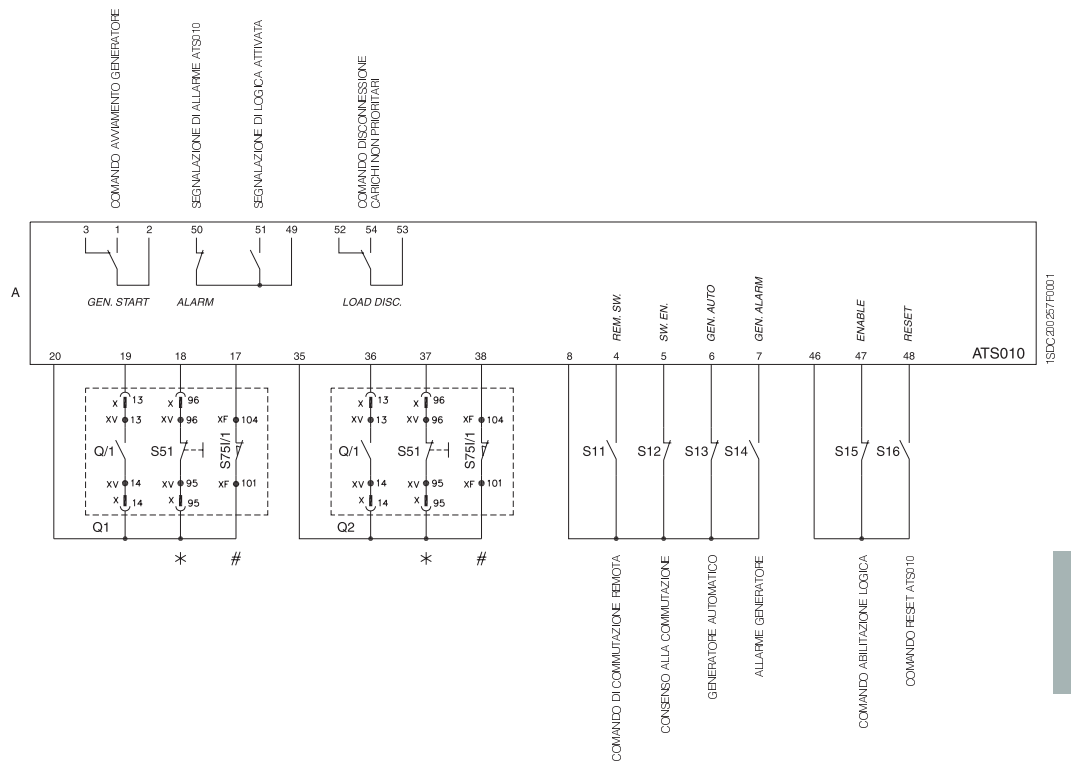 COMANDO AVVIAMENTO GENERATORE
SEGNALAZIONE DI ALLARME ATS010
SEGNALAZIONE DI LOGICA ATTIVATA
COMANDO DISCONNESSIONE
CARICHI NON PRIORITARI
3 1 2 50 51 49 52 54 53
GEN. START ALARM LOAD DISC.
A
REM. SW.
SW. EN.
GEN. AUTO
GEN. ALARM
ENABLE
RESET
1SDC200257F0001
20 19 18 17 35 36 37 38 8 4 5 6 7 46 47 48 ATS010
X 13 X 96 X 13 X 96
XV 13 XV 96 XF 104 XV 13 XV 96 XF 104
Q/1 S51 S75I/1 Q/1 S51 S75I/1 S11 S12 S13 S14 S15 S16
XV 14 XV 95 XF 101 XV 14 XV 95 XF 101
X 14 X 95 X 14 X 95
Q1 Q2
* # * #
COMANDO DI COMMUTAZIONE REMOTA
CONSENSO ALLA COMMUTAZIONE
GENERATORE AUTOMATICO
ALLARME GENERATORE
COMANDO ABILITAZIONE LOGICA
COMANDO RESET ATS010